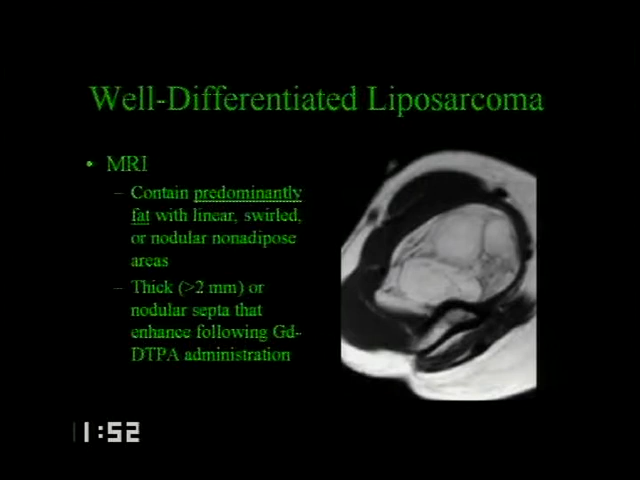 Well-Differentiated Liposarcoma
• MRI
– Contain predominantly
fat with linear, swirled,
or nodular nonadipose
areas
– Thick (>2 mm) or
nodular septa that
enhance following Gd-
DTPA administration
1:52